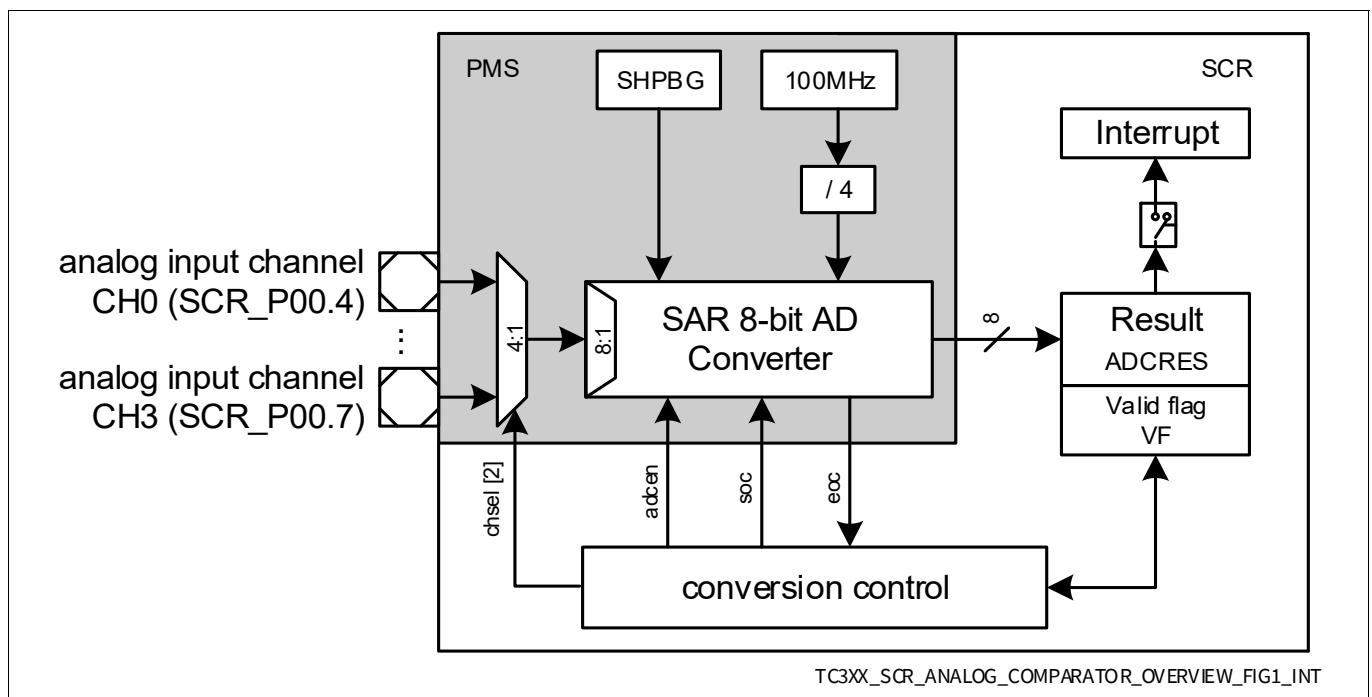 PMS
SHPBG
100MHz
SCR
Interrupt
/ 4
analog input channel
CH0 (SCR_P00.4)
⋮
analog input channel
CH3 (SCR_P00.7)
4:1
8:1
SAR 8-bit AD
Converter
8
Result
ADCRES
Valid flag
VF
chsel [2]
adcen
soc
eoc
conversion control
TC3XX_SCR_ANALOG_COMPARATOR_OVERVIEW_FIG1_INT